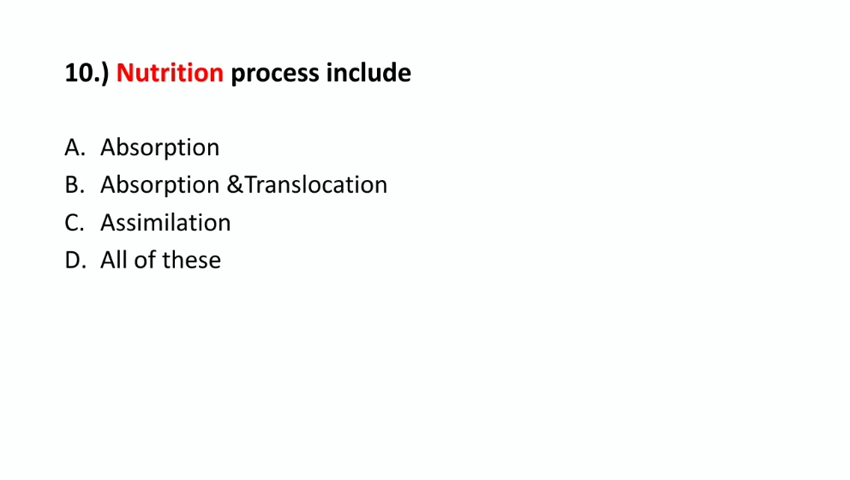 10.) Nutrition process include
A. Absorption
B. Absorption &Translocation
C. Assimilation
D. All of these